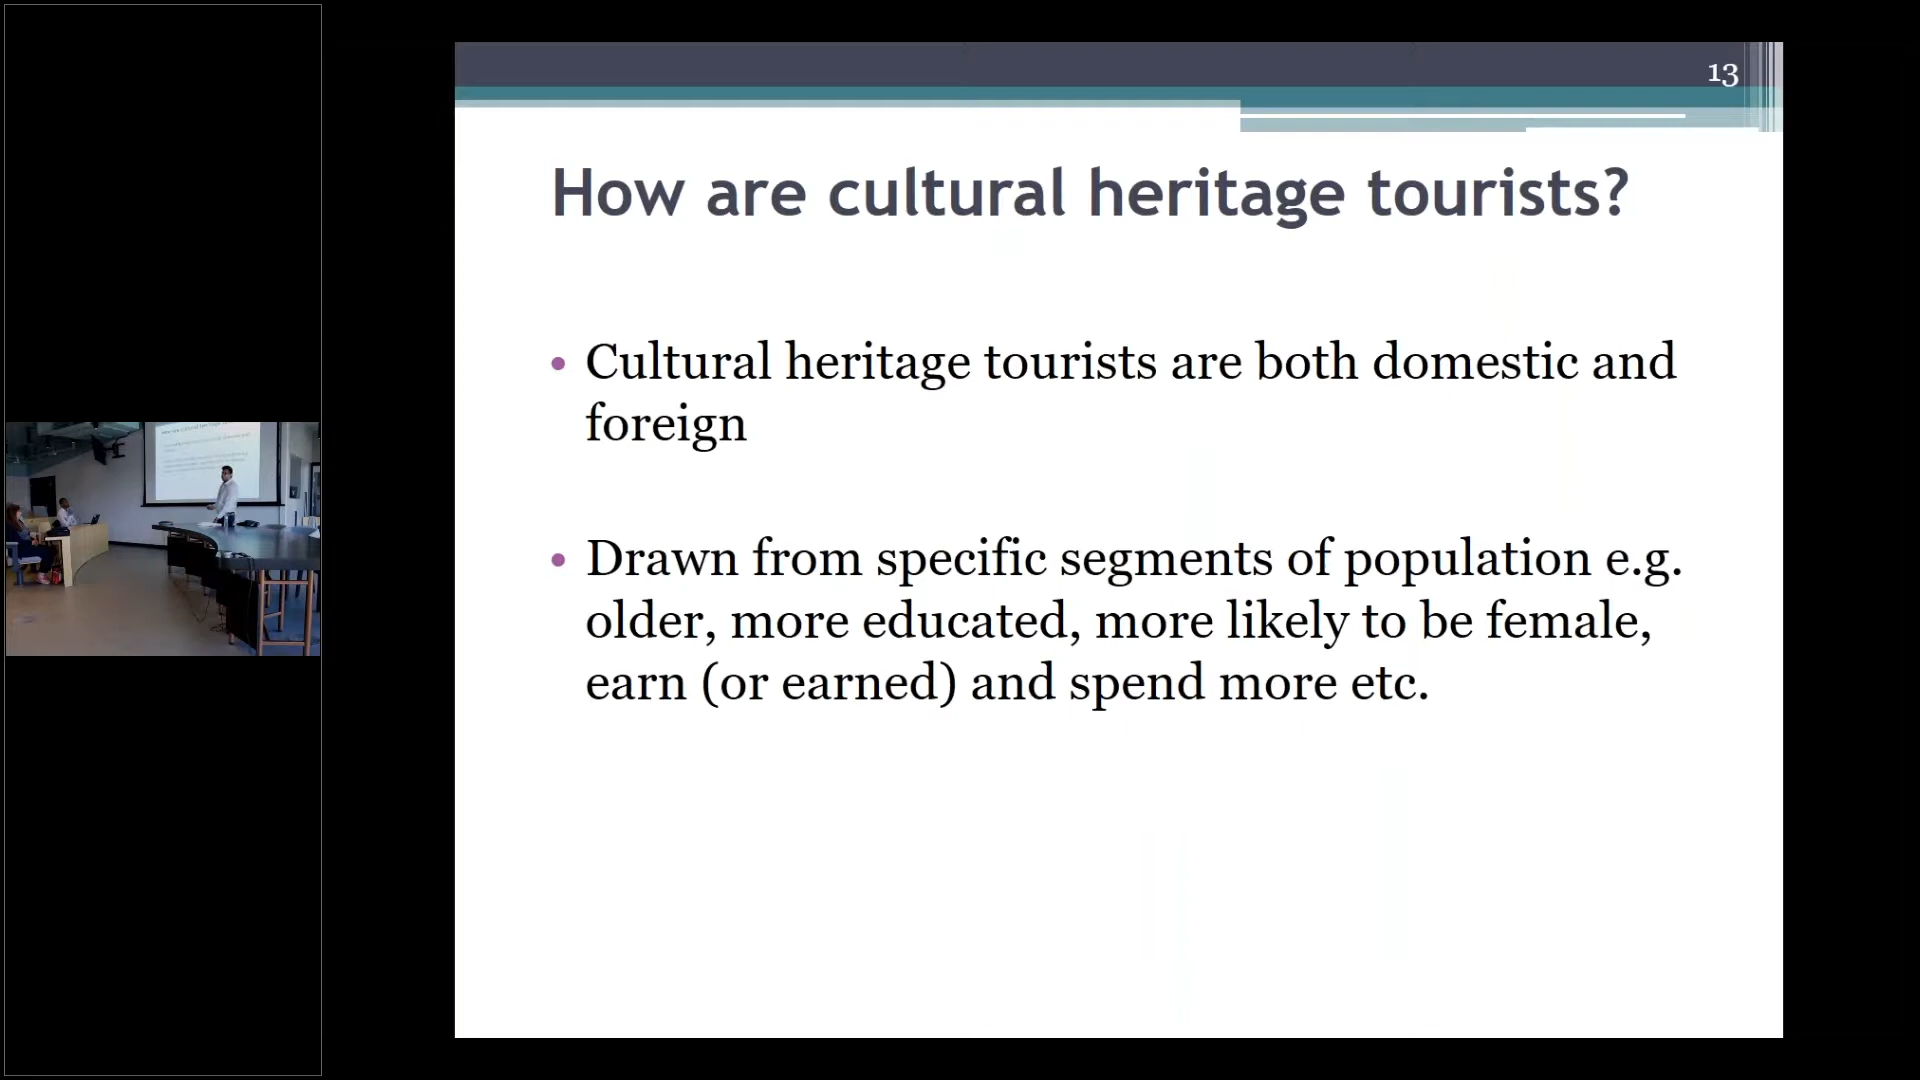 13
How are cultural heritage tourists?
• Cultural heritage tourists are both domestic and
foreign
• Drawn from specific segments of population e.g.
older, more educated, more likely to be female,
earn (or earned) and spend more etc.